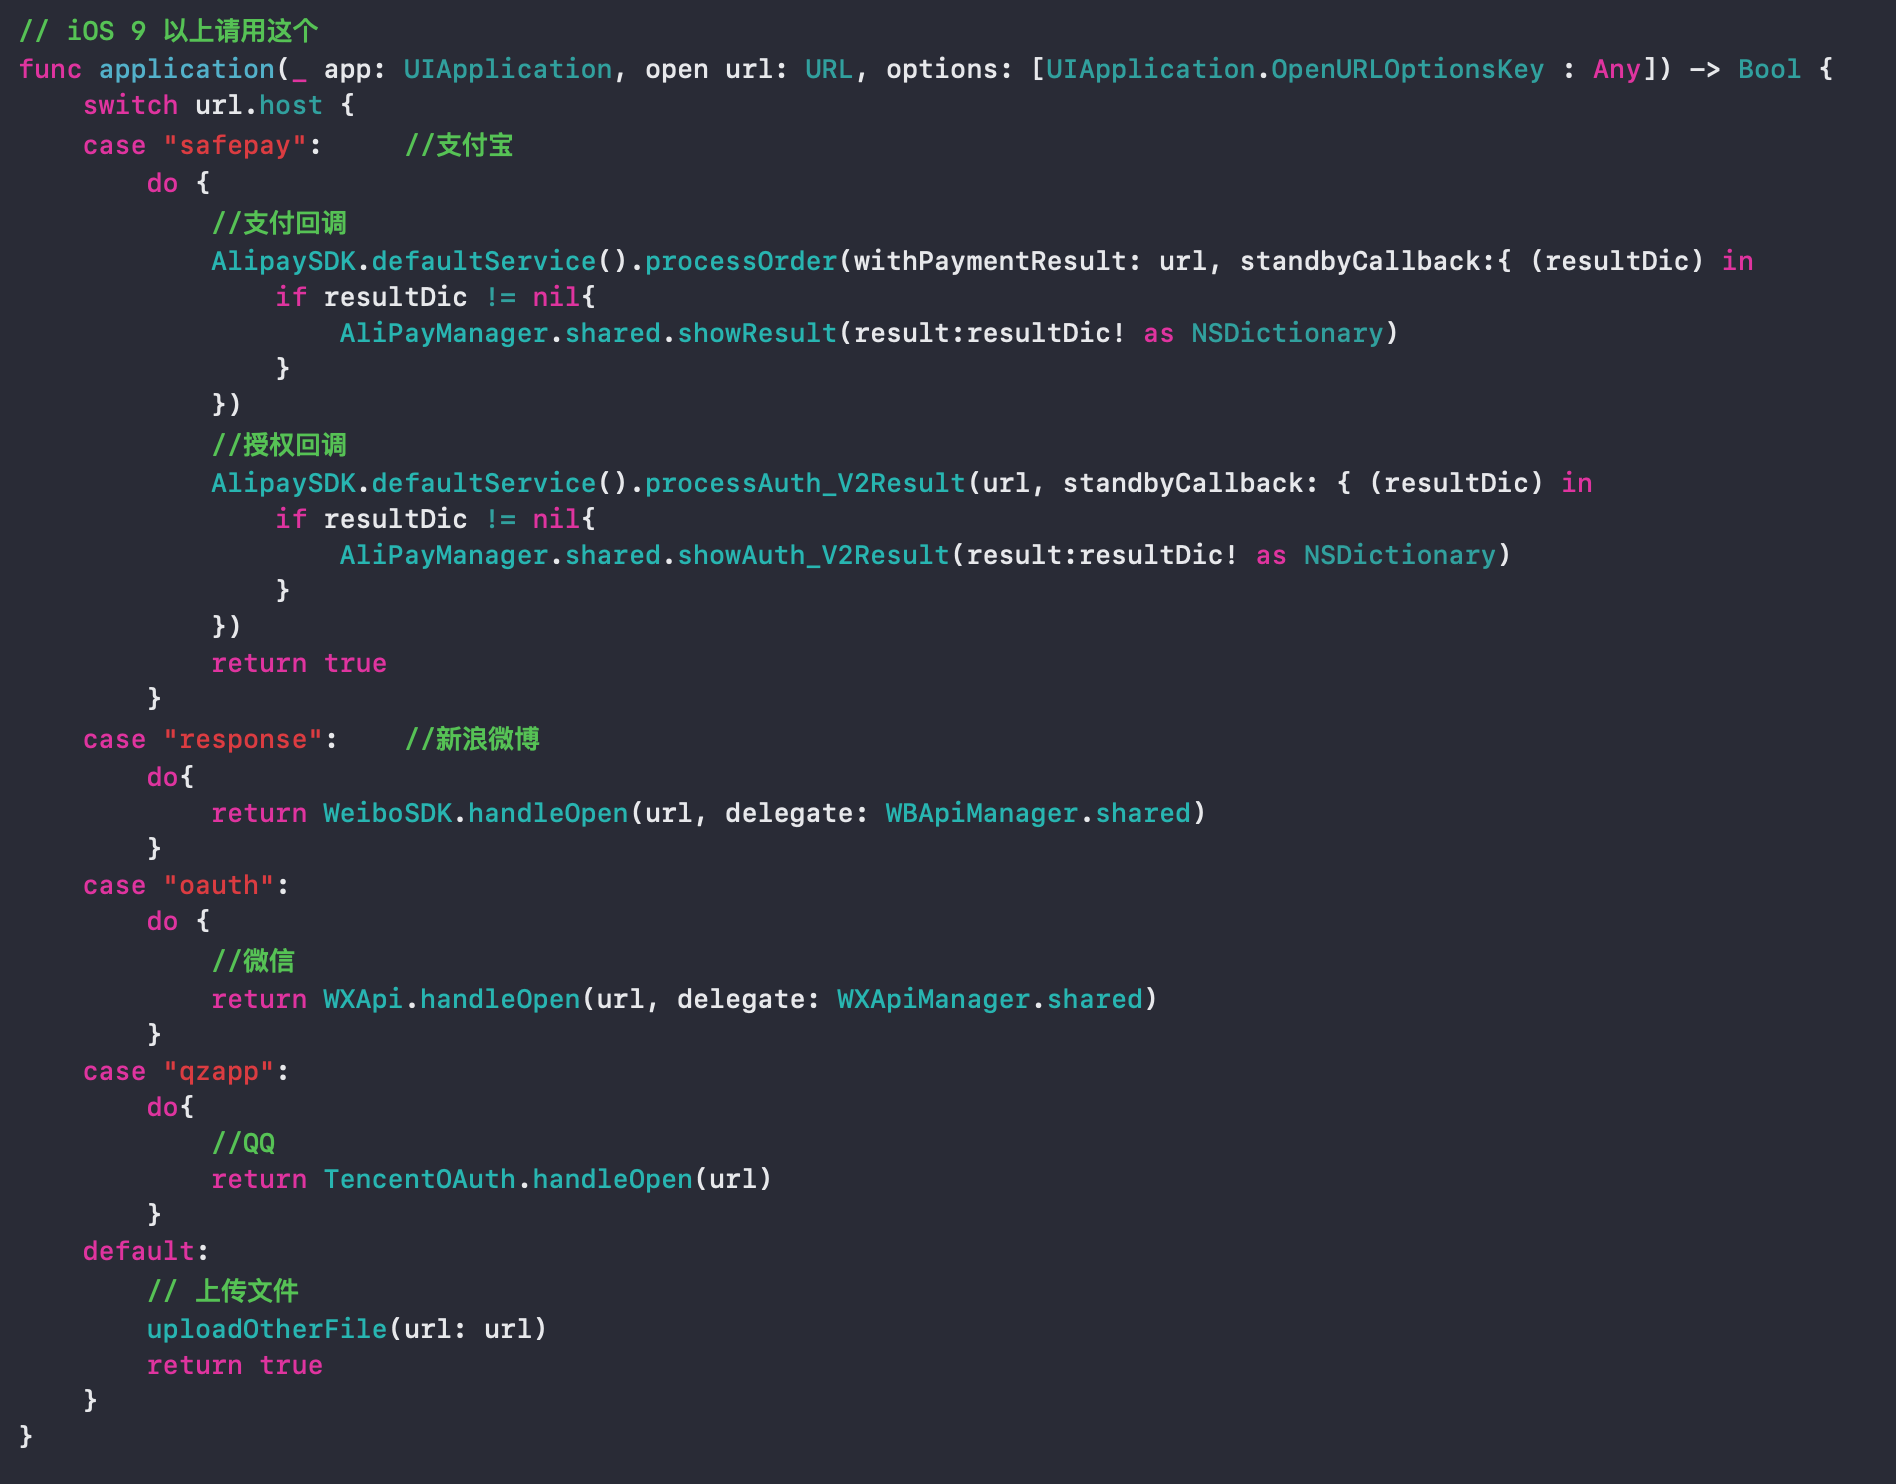 // iOS 9 以上请用这个
func application(_ app: UIApplication, open url: URL, options: [UIApplication.OpenURLOptionsKey : Any]) -> Bool {
    switch url.host {
    case "safepay":     //支付宝
        do {
            //支付回调
            AlipaySDK.defaultService().processOrder(withPaymentResult: url, standbyCallback:{ (resultDic) in
                if resultDic != nil{
                    AliPayManager.shared.showResult(result:resultDic! as NSDictionary)
                }
            })
            //授权回调
            AlipaySDK.defaultService().processAuth_V2Result(url, standbyCallback: { (resultDic) in
                if resultDic != nil{
                    AliPayManager.shared.showAuth_V2Result(result:resultDic! as NSDictionary)
                }
            })
            return true
        }
    case "response":    //新浪微博
        do{
            return WeiboSDK.handleOpen(url, delegate: WBApiManager.shared)
        }
    case "oauth":
        do {
            //微信
            return WXApi.handleOpen(url, delegate: WXApiManager.shared)
        }
    case "qzapp":
        do{
            //QQ
            return TencentOAuth.handleOpen(url)
        }
    default:
        // 上传文件
        uploadOtherFile(url: url)
        return true
    }
}